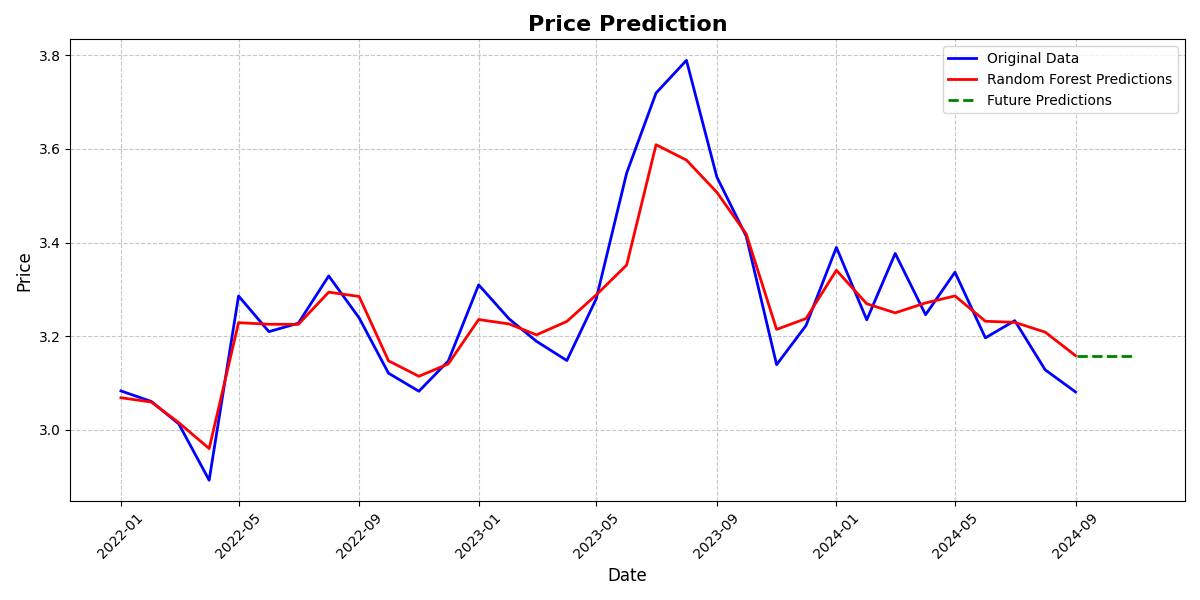 Price Prediction
Original Data
Random Forest Predictions
Future Predictions
Price
3.8
3.6
3.4
3.2
3.0
2022-01
2022-05
2022-09
2023-01
2023-05
2023-09
2024-01
2024-05
2024-09
Date